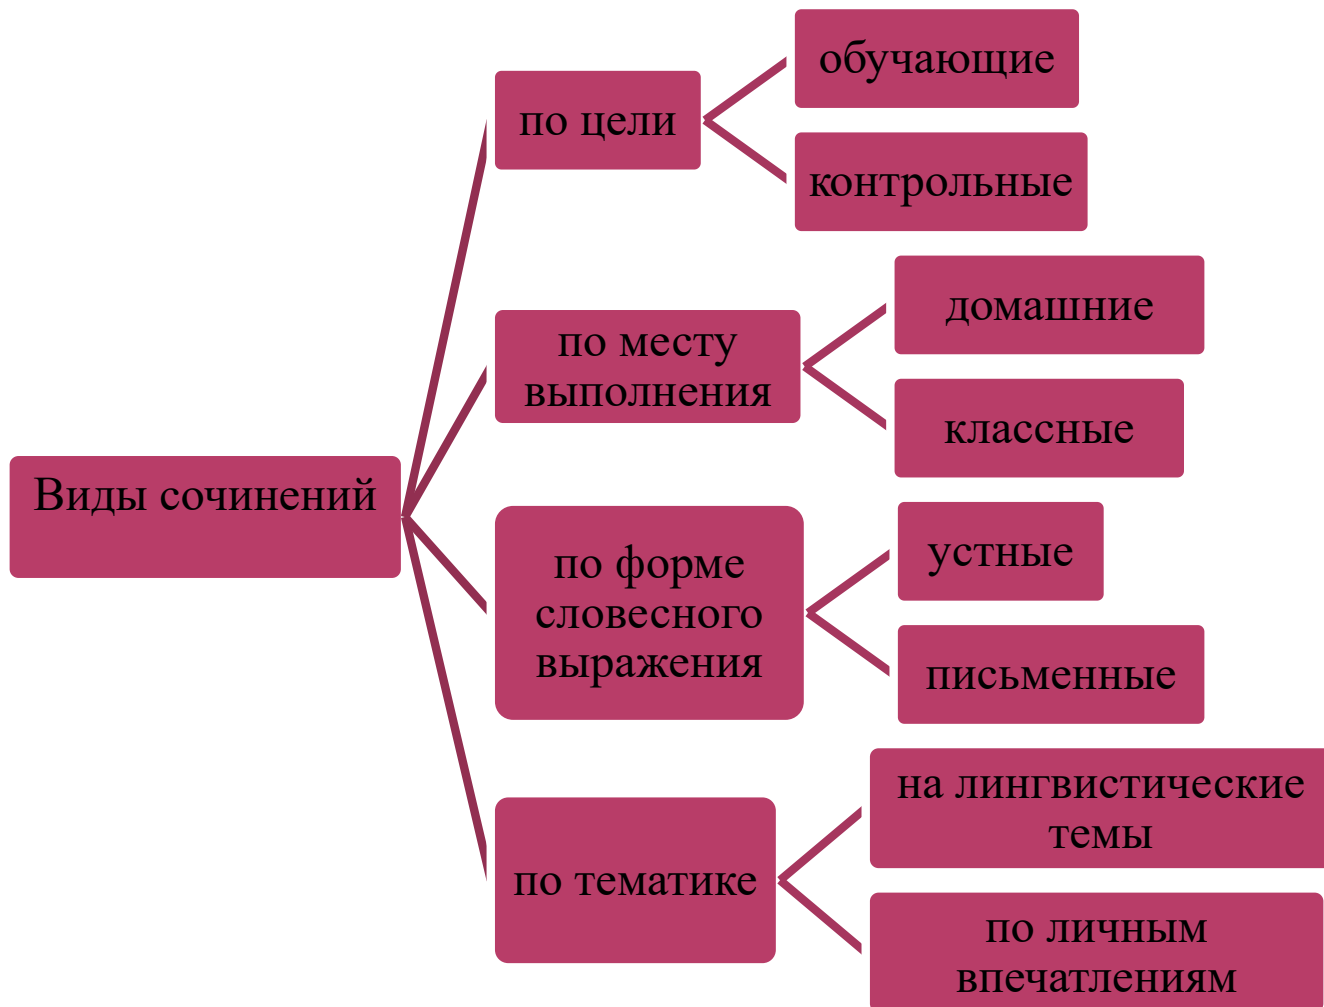 Виды сочинений
по цели
обучающие
контрольные
по месту
выполнения
домашние
классные
по форме
словесного
выражения
устные
письменные
по тематике
на лингвистические
темы
по личным
впечатлениям